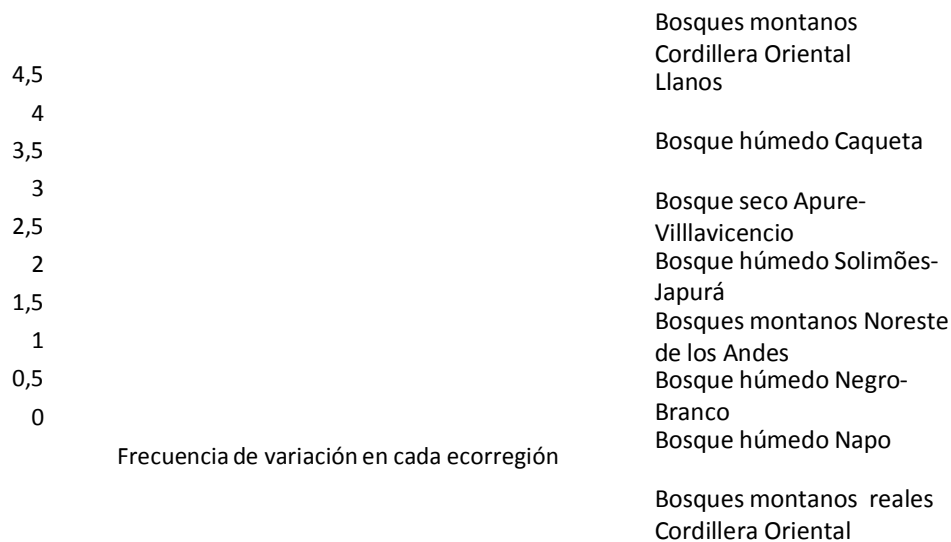 4,5
4
3,5
3
2,5
2
1,5
1
0,5
0
Frecuencia de variación en cada ecorregión
Bosques montanos
Cordillera Oriental
Llanos
Bosque húmedo Caqueta
Bosque seco Apure-
Villlavicencio
Bosque húmedo Solimões-
Japurá
Bosques montanos Noreste
de los Andes
Bosque húmedo Negro-
Branco
Bosque húmedo Napo
Bosques montanos  reales
Cordillera Oriental